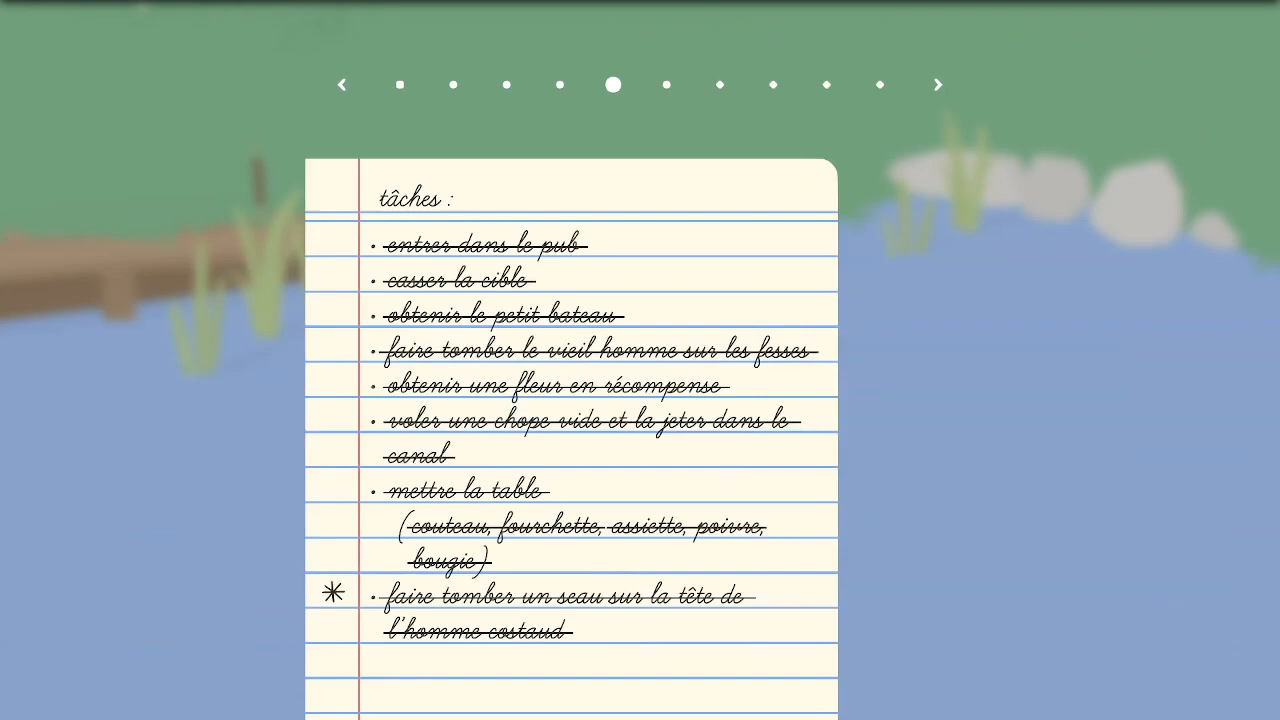 tâches :
• entrer dans le pub
• casser la cible
• obtenir le petit bateau
• faire tomber le vieil homme sur les fesses
• obtenir une fleur en récompense
• voler une chope vide et la jeter dans le
canal
• mettre la table
(couteau, fourchette, assiette, poivre,
bougie)
• faire tomber un seau sur la tête de
l'homme costaud